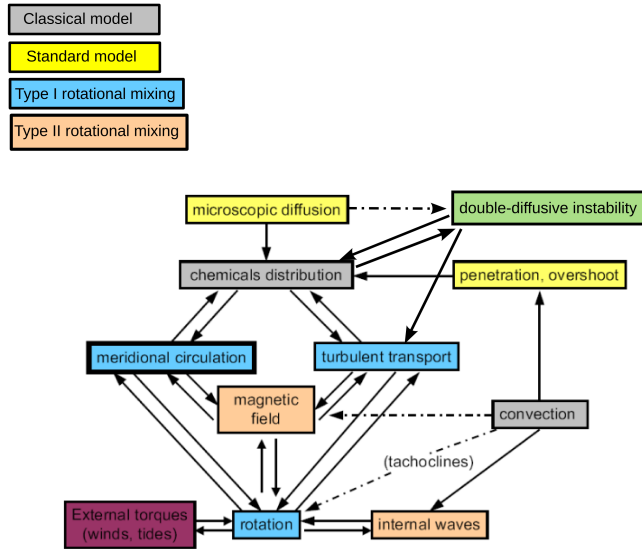 Classical model
Standard model
Type I rotational mixing
Type II rotational mixing
microscopic diffusion
double-diffusive instability
chemicals distribution
penetration, overshoot
meridional circulation
turbulent transport
magnetic
field
convection
(tachoclines)
External torques
(winds, tides)
rotation
internal waves